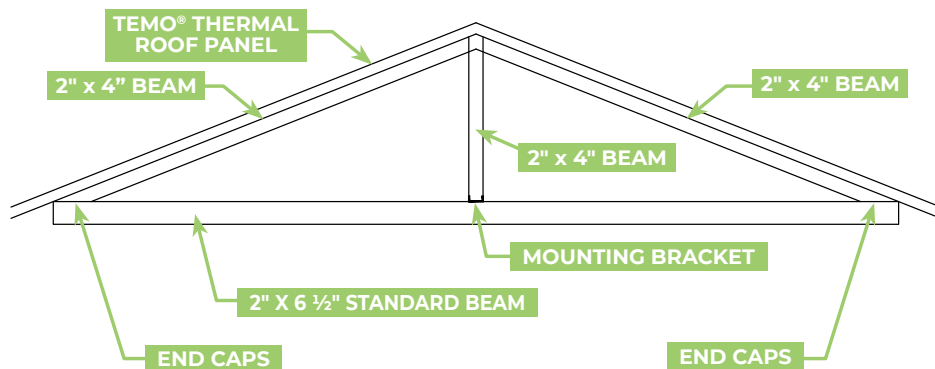 TEMO® THERMAL
ROOF PANEL
2" x 4” BEAM
2" x 4" BEAM
2" x 4" BEAM
MOUNTING BRACKET
2" X 6 ½" STANDARD BEAM
END CAPS
END CAPS